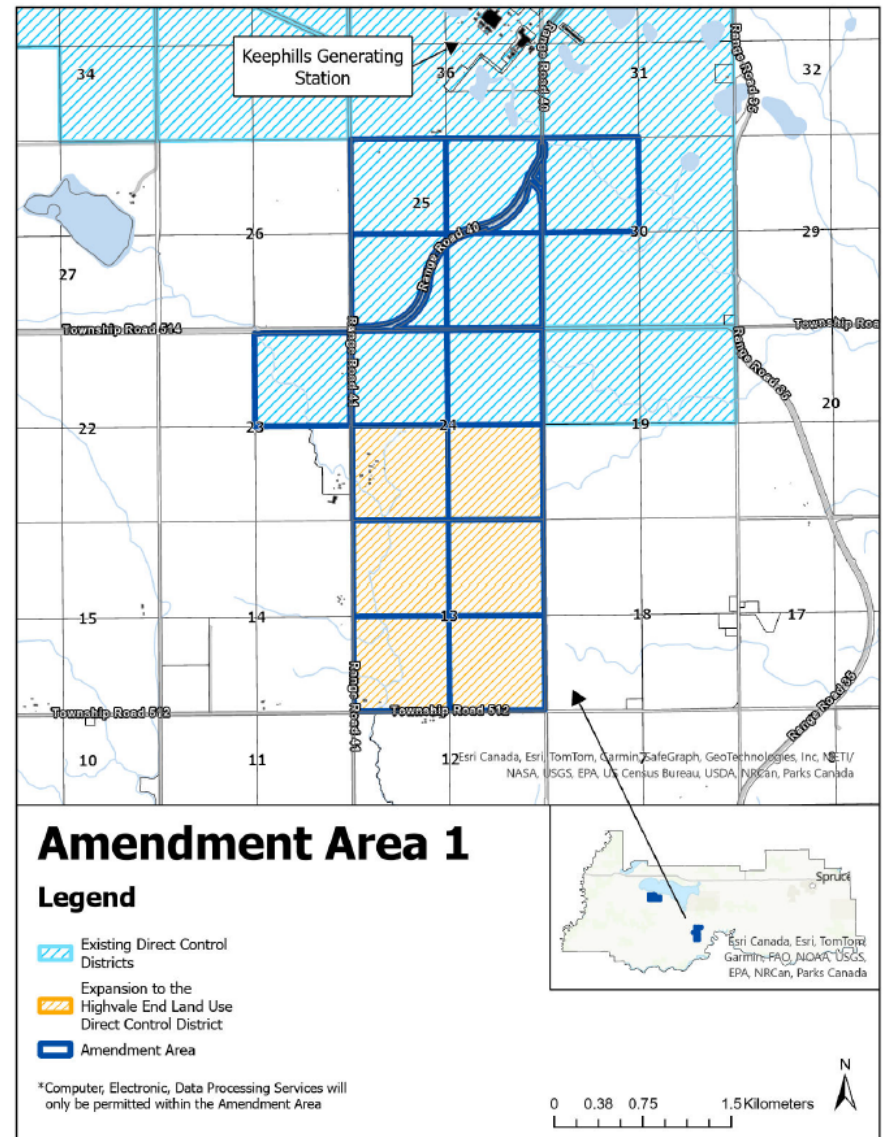 Keephills Generating
Station
34
36
31
32
Range Road 40
Range Road 35
25
26
30
29
27
Range Road 40
Township Road 514
Township Roa
Range Road 41
Range Road 35
22
23
24
19
20
15
14
13
18
17
Range Road 41
Range Road 35
Township Road 512
Township Road 512
10
11
12
7
8
Esri Canada, Esri, TomTom, Garmin, SafeGraph, GeoTechnologies, Inc, METI/
NASA, USGS, EPA, US Census Bureau, USDA, NRCan, Parks Canada
Amendment Area 1
Legend
Existing Direct Control
Districts
Expansion to the
Highvale End Land Use
Direct Control District
Amendment Area
*Computer, Electronic, Data Processing Services will
only be permitted within the Amendment Area
Spruce
Esri Canada, Esri, TomTom,
Garmin, FAO, NOAA, USGS,
EPA, NRCan, Parks Canada
N
0 0.38 0.75 1.5 Kilometers